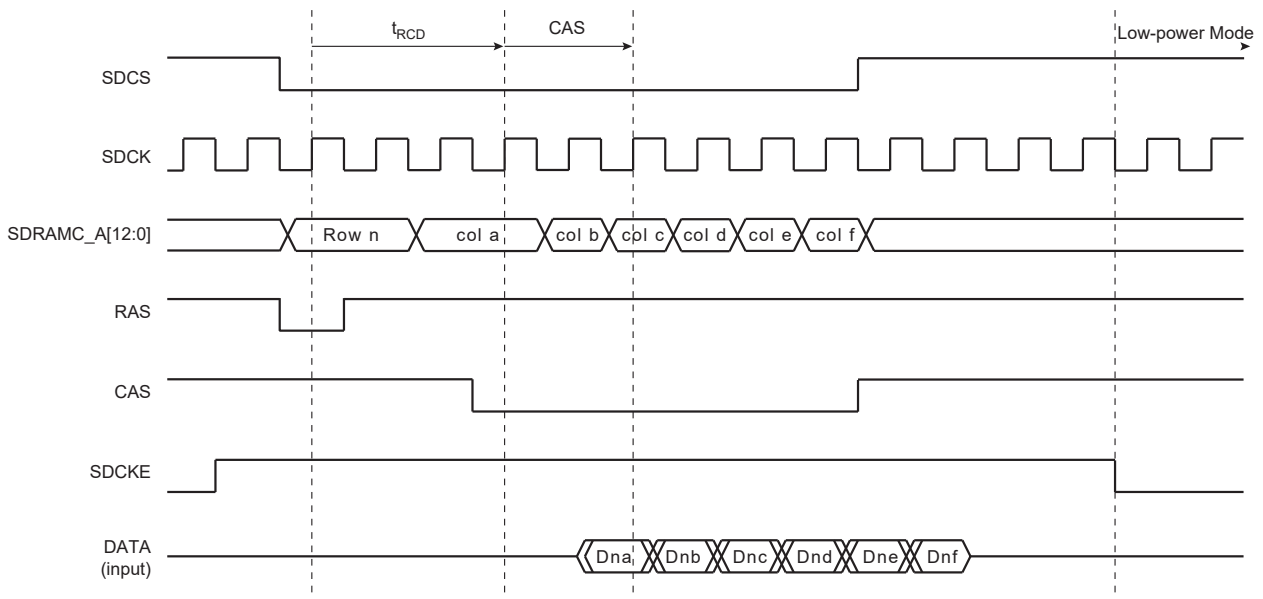 tRCD
CAS
Low-power Mode
SDCS
SDCK
SDRAMC_A[12:0]
Row n
col a
col b
col c
col d
col e
col f
RAS
CAS
SDCKE
DATA
(input)
Dna
Dnb
Dnc
Dnd
Dne
Dnf